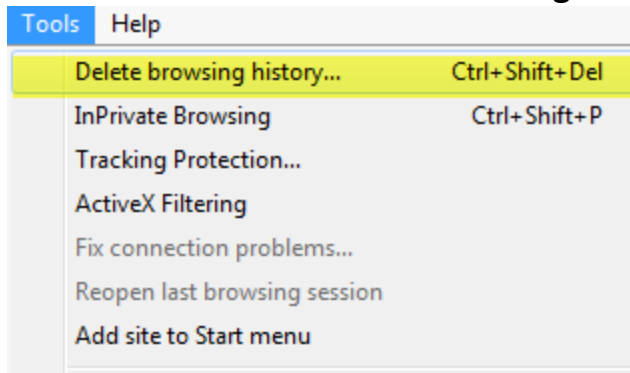 Tools Help
Delete browsing history... Ctrl+Shift+Del
InPrivate Browsing Ctrl+Shift+P
Tracking Protection...
ActiveX Filtering
Fix connection problems...
Reopen last browsing session
Add site to Start menu